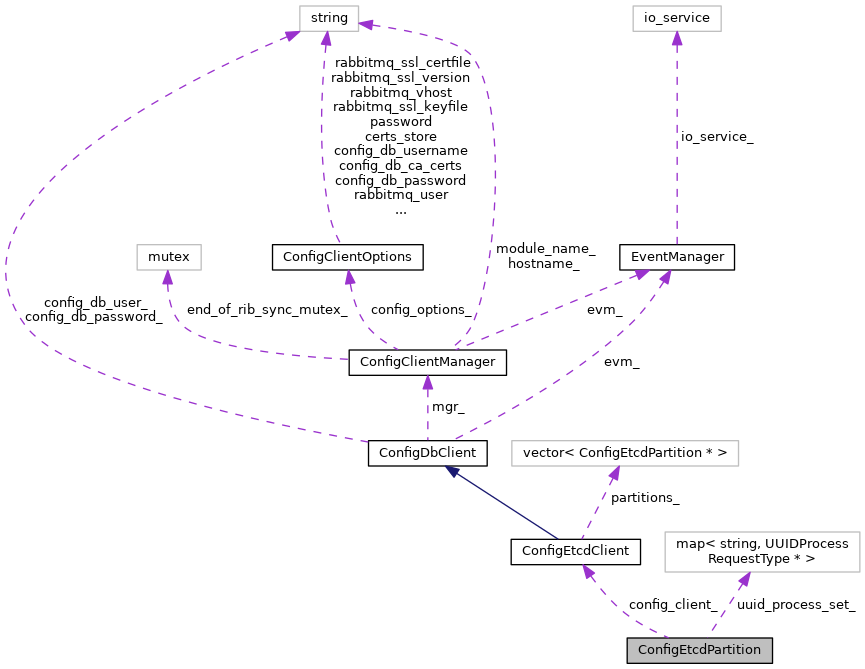 string
io_service
rabbitmq_ssl_certfile
rabbitmq_ssl_version
rabbitmq_vhost
rabbitmq_ssl_keyfile
password
certs_store
config_db_username
config_db_ca_certs
config_db_password
rabbitmq_user
...
io_service_
mutex
ConfigClientOptions
module_name_
hostname_
EventManager
config_db_user_
config_db_password_
end_of_rib_sync_mutex_
config_options_
evm_
ConfigClientManager
evm_
mgr_
ConfigDbClient
vector< ConfigEtcdPartition * >
partitions_
ConfigEtcdClient
map< string, UUIDProcess
RequestType * >
config_client_
uuid_process_set_
ConfigEtcdPartition